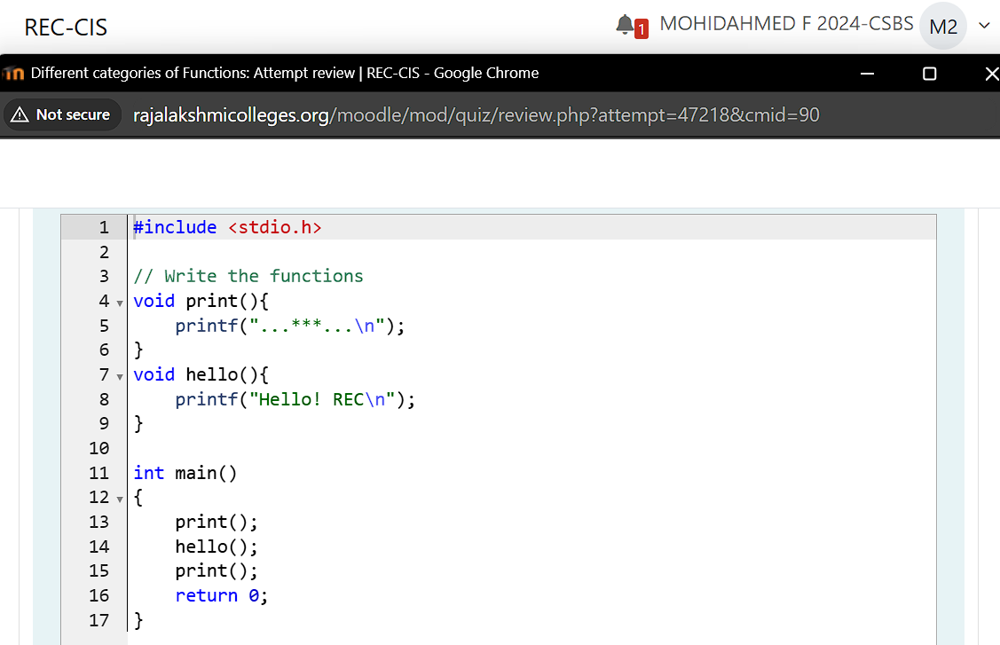 REC-CIS
1
MOHIDAHMED F 2024-CSBS
M2
Different categories of Functions: Attempt review | REC-CIS - Google Chrome
Not secure
rajalakshmicolleges.org/moodle/mod/quiz/review.php?attempt=47218&cmid=90
1 #include <stdio.h>
2
3 // Write the functions
4 void print(){
5     printf("...***...\n");
6 }
7 void hello(){
8     printf("Hello! REC\n");
9 }
10
11 int main()
12 {
13     print();
14     hello();
15     print();
16     return 0;
17 }